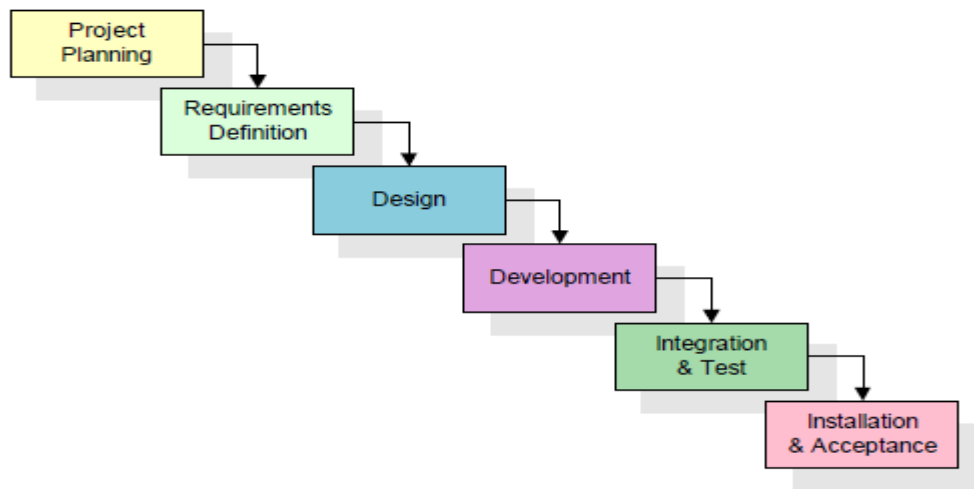 Project
Planning
Requirements
Definition
Design
Development
Integration
& Test
Installation
& Acceptance